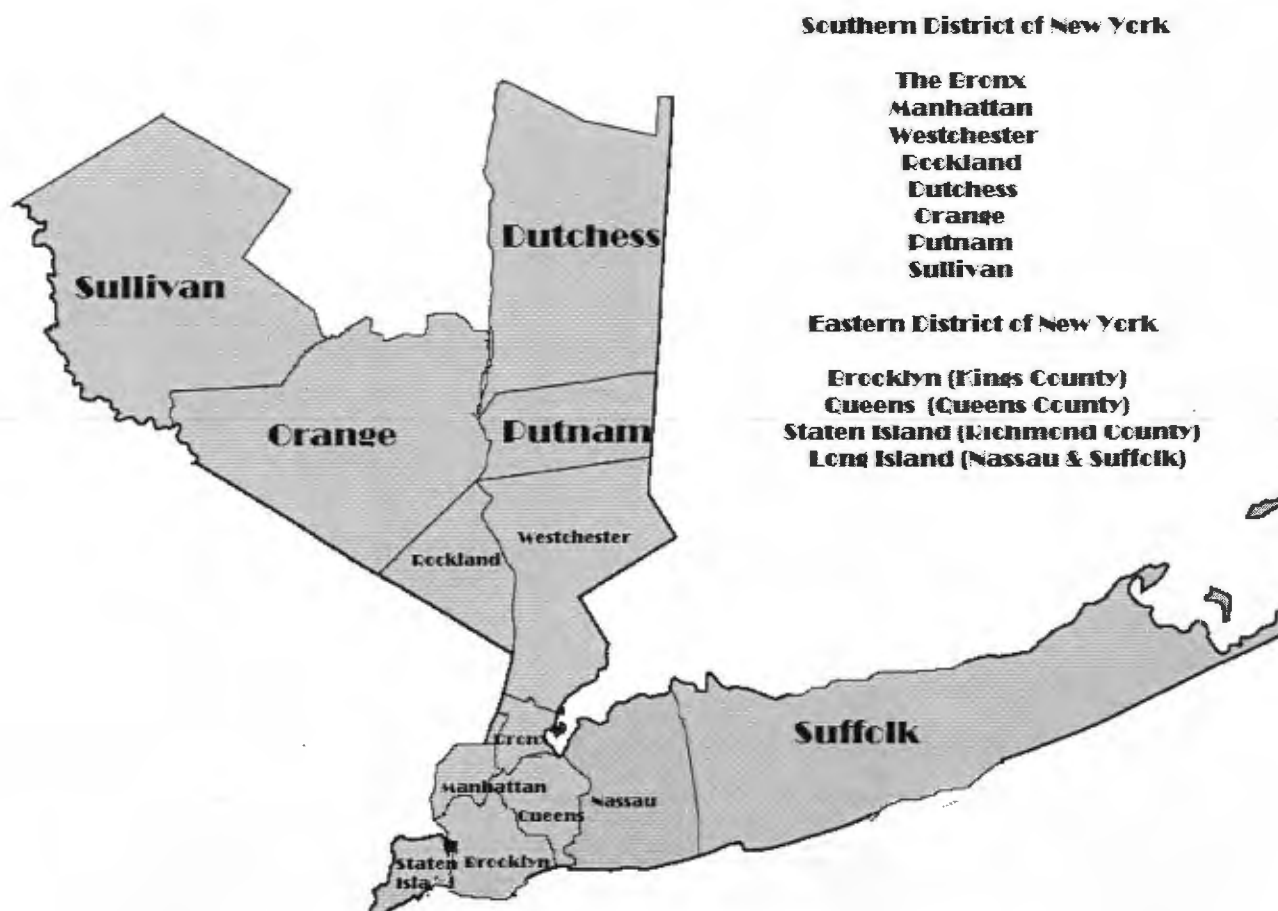 Southern District of New York
The Bronx
Manhattan
Westchester
Rockland
Dutchess
Orange
Putnam
Sullivan
Eastern District of New York
Brooklyn (Kings County)
Queens (Queens County)
Staten Island (Richmond County)
Long Island (Nassau & Suffolk)
Dutchess
Sullivan
Orange
Putnam
Westchester
Rockland
Suffolk
Bronx
Manhattan
Nassau
Queens
Staten
Brooklyn